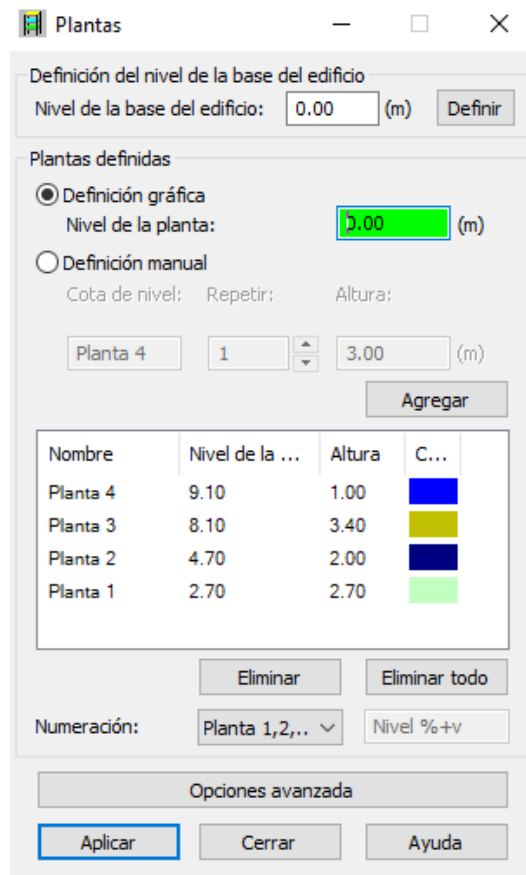 Plantas
Definición del nivel de la base del edificio
Nivel de la base del edificio: 0.00 (m) Definir
Plantas definidas
Definición gráfica
Nivel de la planta: 0.00 (m)
Definición manual
Cota de nivel: Repetir: Altura:
Planta 4 1 3.00 (m)
Agregar
Nombre Nivel de la ... Altura C...
Planta 4 9.10 1.00
Planta 3 8.10 3.40
Planta 2 4.70 2.00
Planta 1 2.70 2.70
Eliminar Eliminar todo
Numeración: Planta 1,2,.. Nivel %+v
Opciones avanzada
Aplicar Cerrar Ayuda